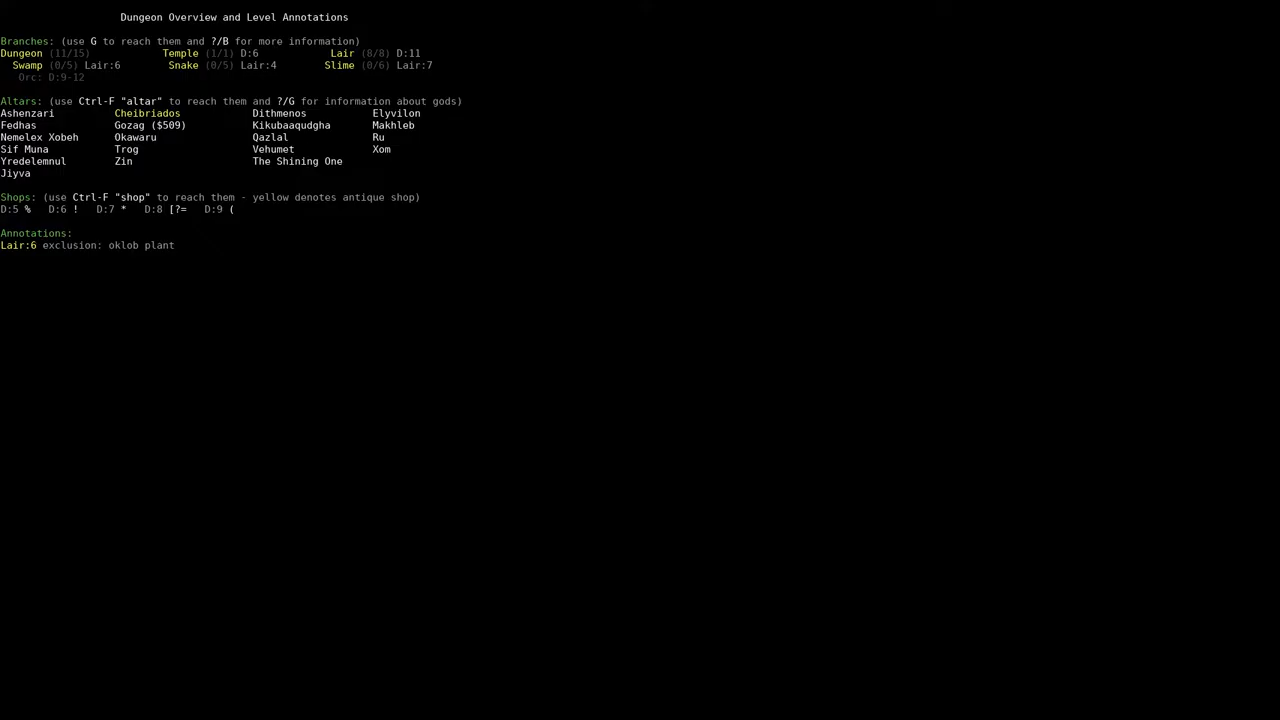 Dungeon Overview and Level Annotations
Branches: (use G to reach them and ?/B for more information)
Dungeon (11/15) Temple (1/1) D:6 Lair (8/8) D:11
Swamp (0/5) Lair:6 Snake (0/5) Lair:4 Slime (0/6) Lair:7
Orc: D:9-12
Altars: (use Ctrl-F "altar" to reach them and ?/G for information about gods)
Ashenzari Cheibriados Dithmenos Elyvilon
Fedhas Gozag ($509) Kikubaaqudgha Makhleb
Nemelex Xobeh Okawaru Qazlal Ru
Sif Muna Trog Vehumet Xom
Yredelemnul Zin The Shining One
Jiyva
Shops: (use Ctrl-F "shop" to reach them - yellow denotes antique shop)
D:5 % D:6 ! D:7 * D:8 [?= D:9 (
Annotations:
Lair:6 exclusion: oklob plant